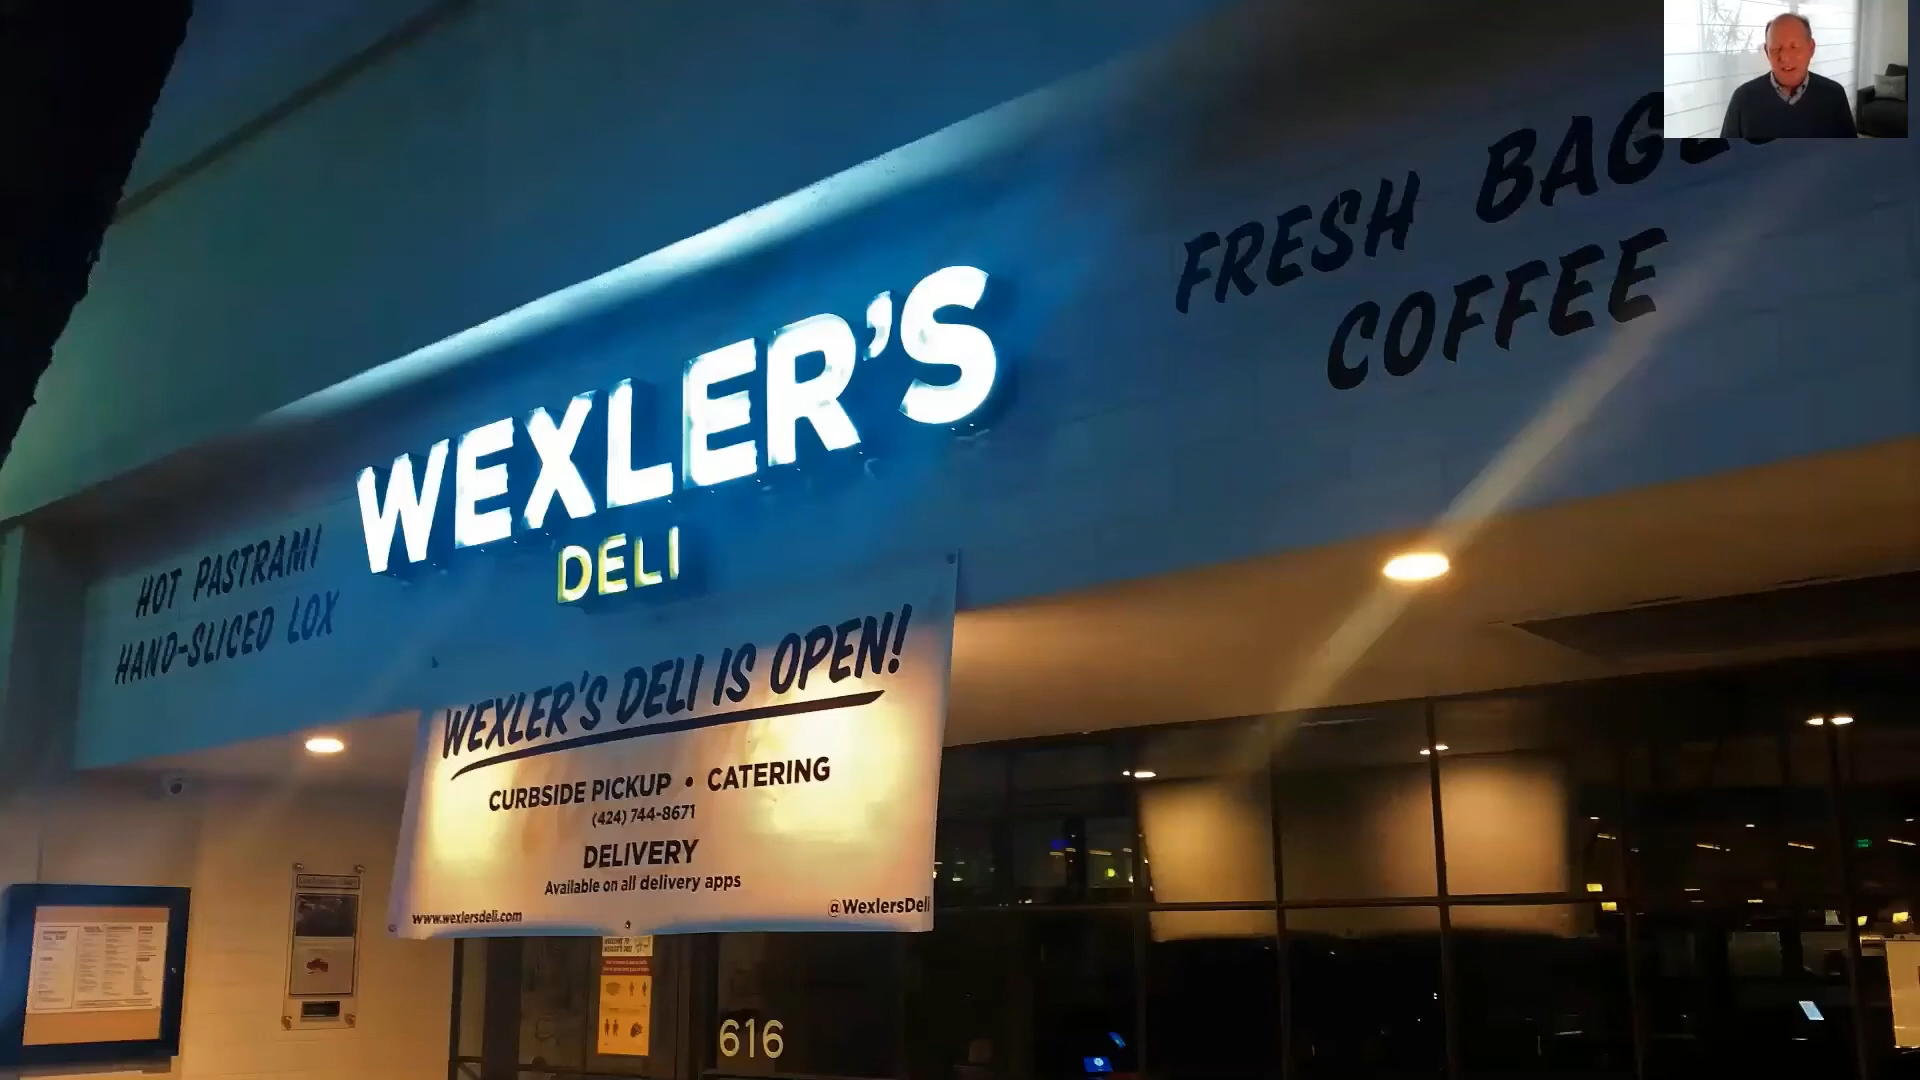 FRESH
COFFEE
WEXLER'S
DELI
HOT PASTRAMI
HAND-SLICED LOX
WEXLER'S DELI IS OPEN!
CURBSIDE PICKUP • CATERING
(424) 744-8671
DELIVERY
Available on all delivery apps
www.wexlersdeli.com
@WexlersDeli
616